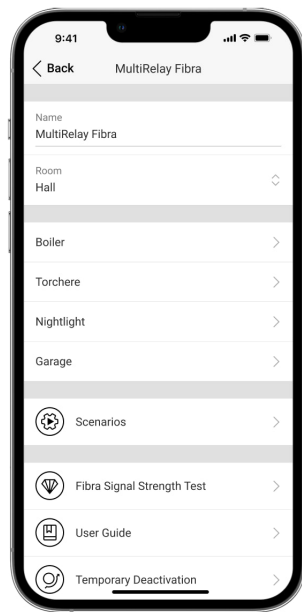 9:41
Back MultiRelay Fibra
Name
MultiRelay Fibra
Room
Hall
Boiler
Torchere
Nightlight
Garage
Scenarios
Fibra Signal Strength Test
User Guide
Temporary Deactivation